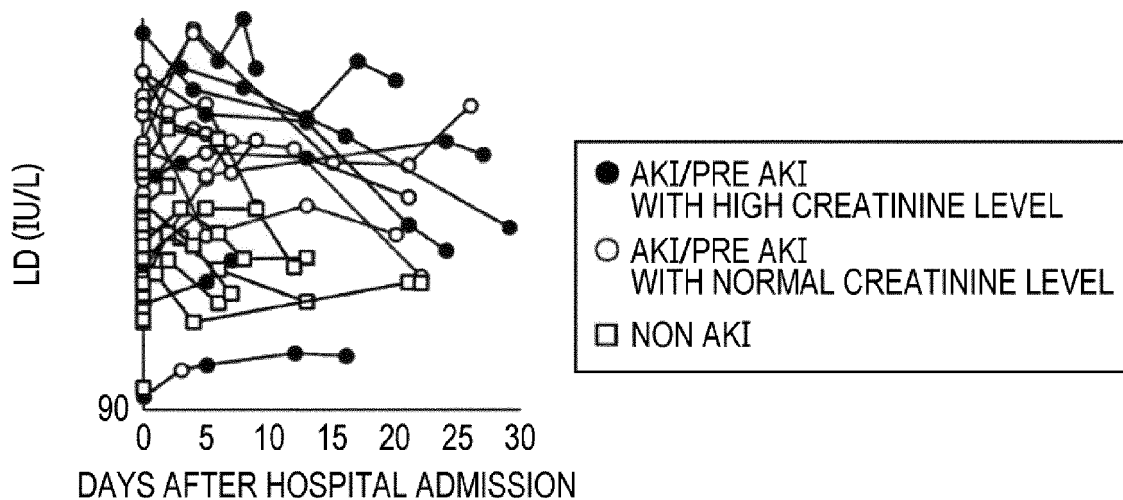 LD (IU/L)
90
0 5 10 15 20 25 30
DAYS AFTER HOSPITAL ADMISSION
AKI/PRE AKI
WITH HIGH CREATININE LEVEL
AKI/PRE AKI
WITH NORMAL CREATININE LEVEL
NON AKI